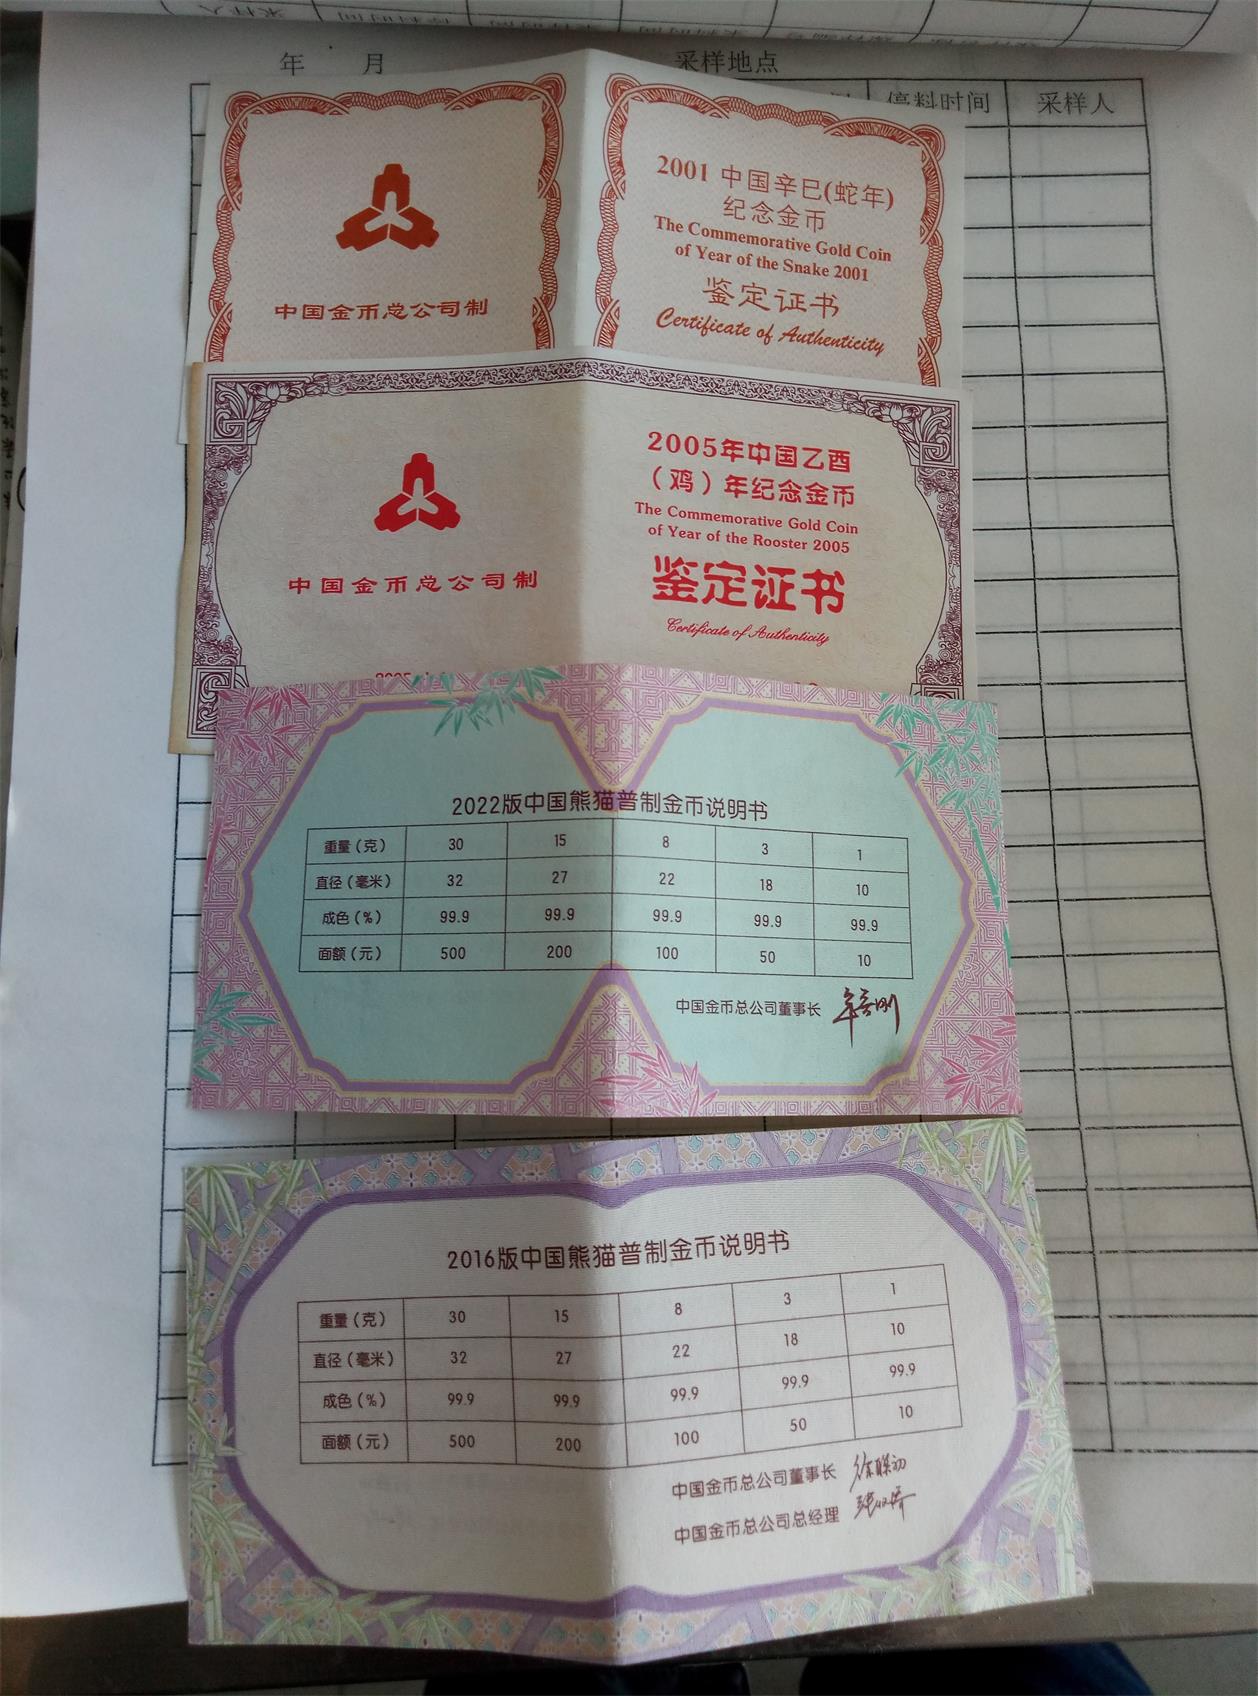 年 月 采样地点
停料时间 采样人
2001 中国辛巳(蛇年)
纪念金币
The Commemorative Gold Coin
of Year of the Snake 2001
鉴定证书
Certificate of Authenticity
中国金币总公司制
2005年中国乙酉
（鸡）年纪念金币
The Commemorative Gold Coin
of Year of the Rooster 2005
鉴定证书
Certificate of Authenticity
中国金币总公司制
2022版中国熊猫普制金币说明书
重量（克） 30 15 8 3 1
直径（毫米） 32 27 22 18 10
成色（%） 99.9 99.9 99.9 99.9 99.9
面额（元） 500 200 100 50 10
中国金币总公司董事长
2016版中国熊猫普制金币说明书
重量（克） 30 15 8 3 1
直径（毫米） 32 27 22 18 10
成色（%） 99.9 99.9 99.9 99.9 99.9
面额（元） 500 200 100 50 10
中国金币总公司董事长
中国金币总公司总经理